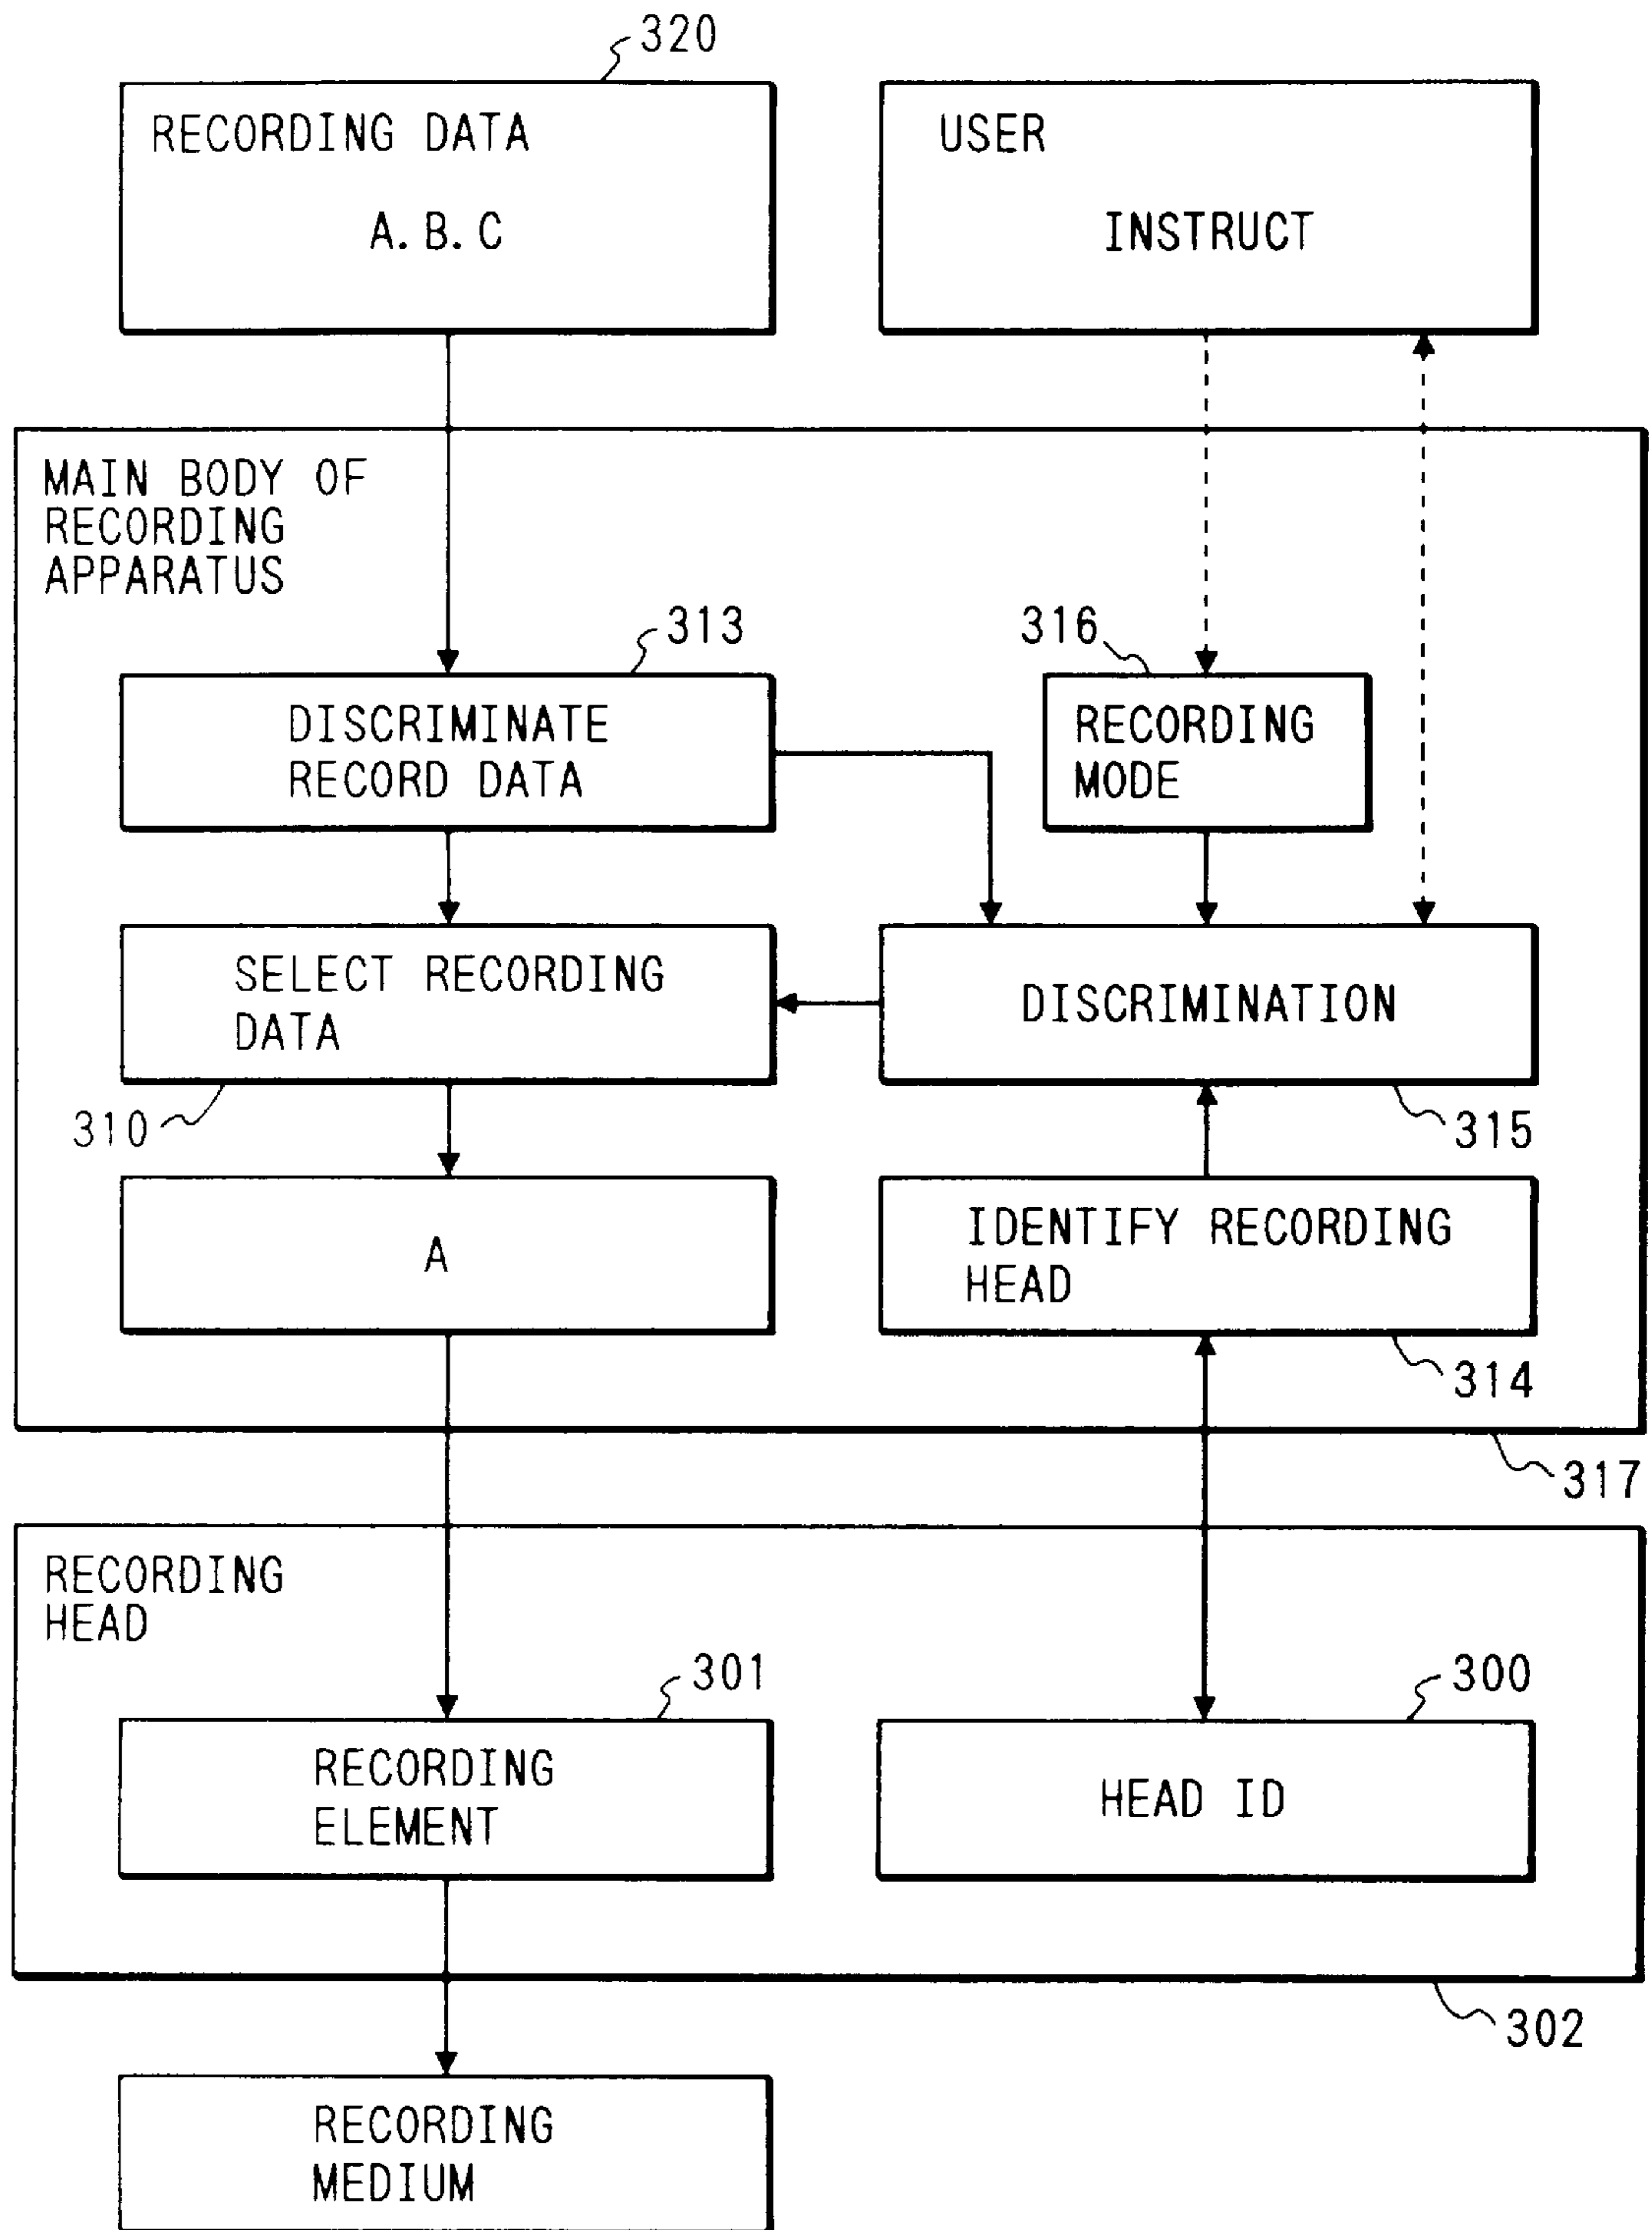 320
RECORDING DATA
A.B.C
USER
INSTRUCT
MAIN BODY OF
RECORDING
APPARATUS
313
DISCRIMINATE
RECORD DATA
316
RECORDING
MODE
SELECT RECORDING
DATA
310
DISCRIMINATION
315
A
IDENTIFY RECORDING
HEAD
314
317
RECORDING
HEAD
301
RECORDING
ELEMENT
300
HEAD ID
302
RECORDING
MEDIUM